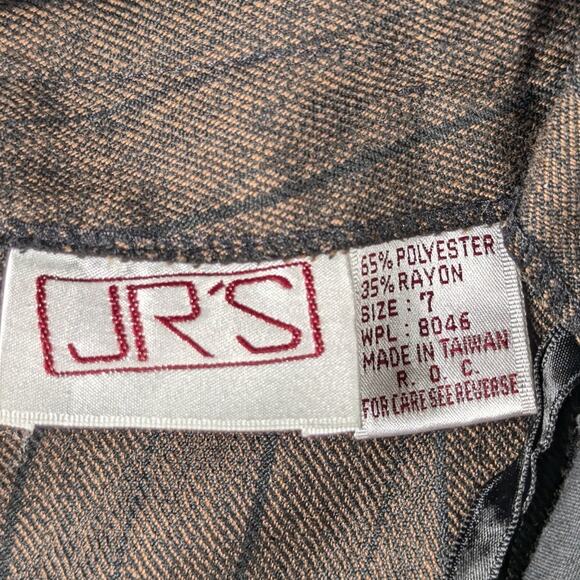 JR'S
65% POLYESTER
35% RAYON
SIZE : 7
WPL : 8046
MADE IN TAIWAN
R. O. C.
FOR CARE SEE REVERSE